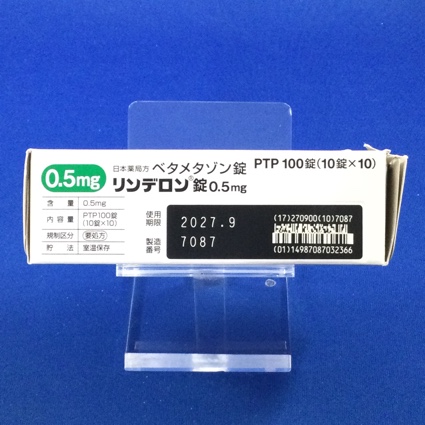 0.5mg
日本薬局方 ベタメタゾン錠 PTP 100錠(10錠×10)
リンデロン®錠0.5mg
含量 0.5mg
内容量 PTP100錠
(10錠×10)
規制区分 要処方
貯法 室温保存
使用期限 2027.9
製造番号 7087
(17)270900(10)7087
(01)14987087032366